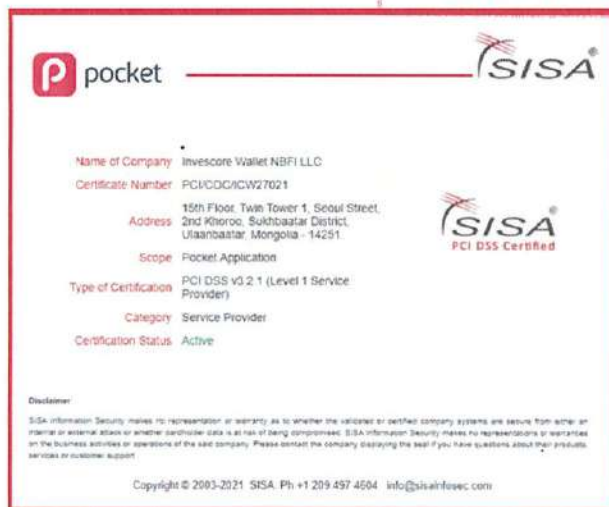 pocket
SISA®
Name of Company Invescore Wallet NBFI LLC
Certificate Number PCI/COC/ICW27021
Address 15th Floor, Twin Tower 1, Seoul Street,
2nd Khoroo, Sukhbaatar District,
Ulaanbaatar, Mongolia - 14251.
SISA®
PCI DSS Certified
Scope Pocket Application
Type of Certification PCI DSS v3.2.1 (Level 1 Service
Provider)
Category Service Provider
Certification Status Active
Disclaimer
SISA Information Security makes no representation or warranty as to whether the validated or certified company systems are secure from either an
internal or external attack or whether cardholder data is at risk of being compromised. SISA Information Security makes no representations or warranties
on the business activities or operations of the said company. Please contact the company displaying the seal if you have questions about their products,
services or customer support.
Copyright © 2003-2021 SISA. Ph +1 209 497 4604 info@sisainfosec.com